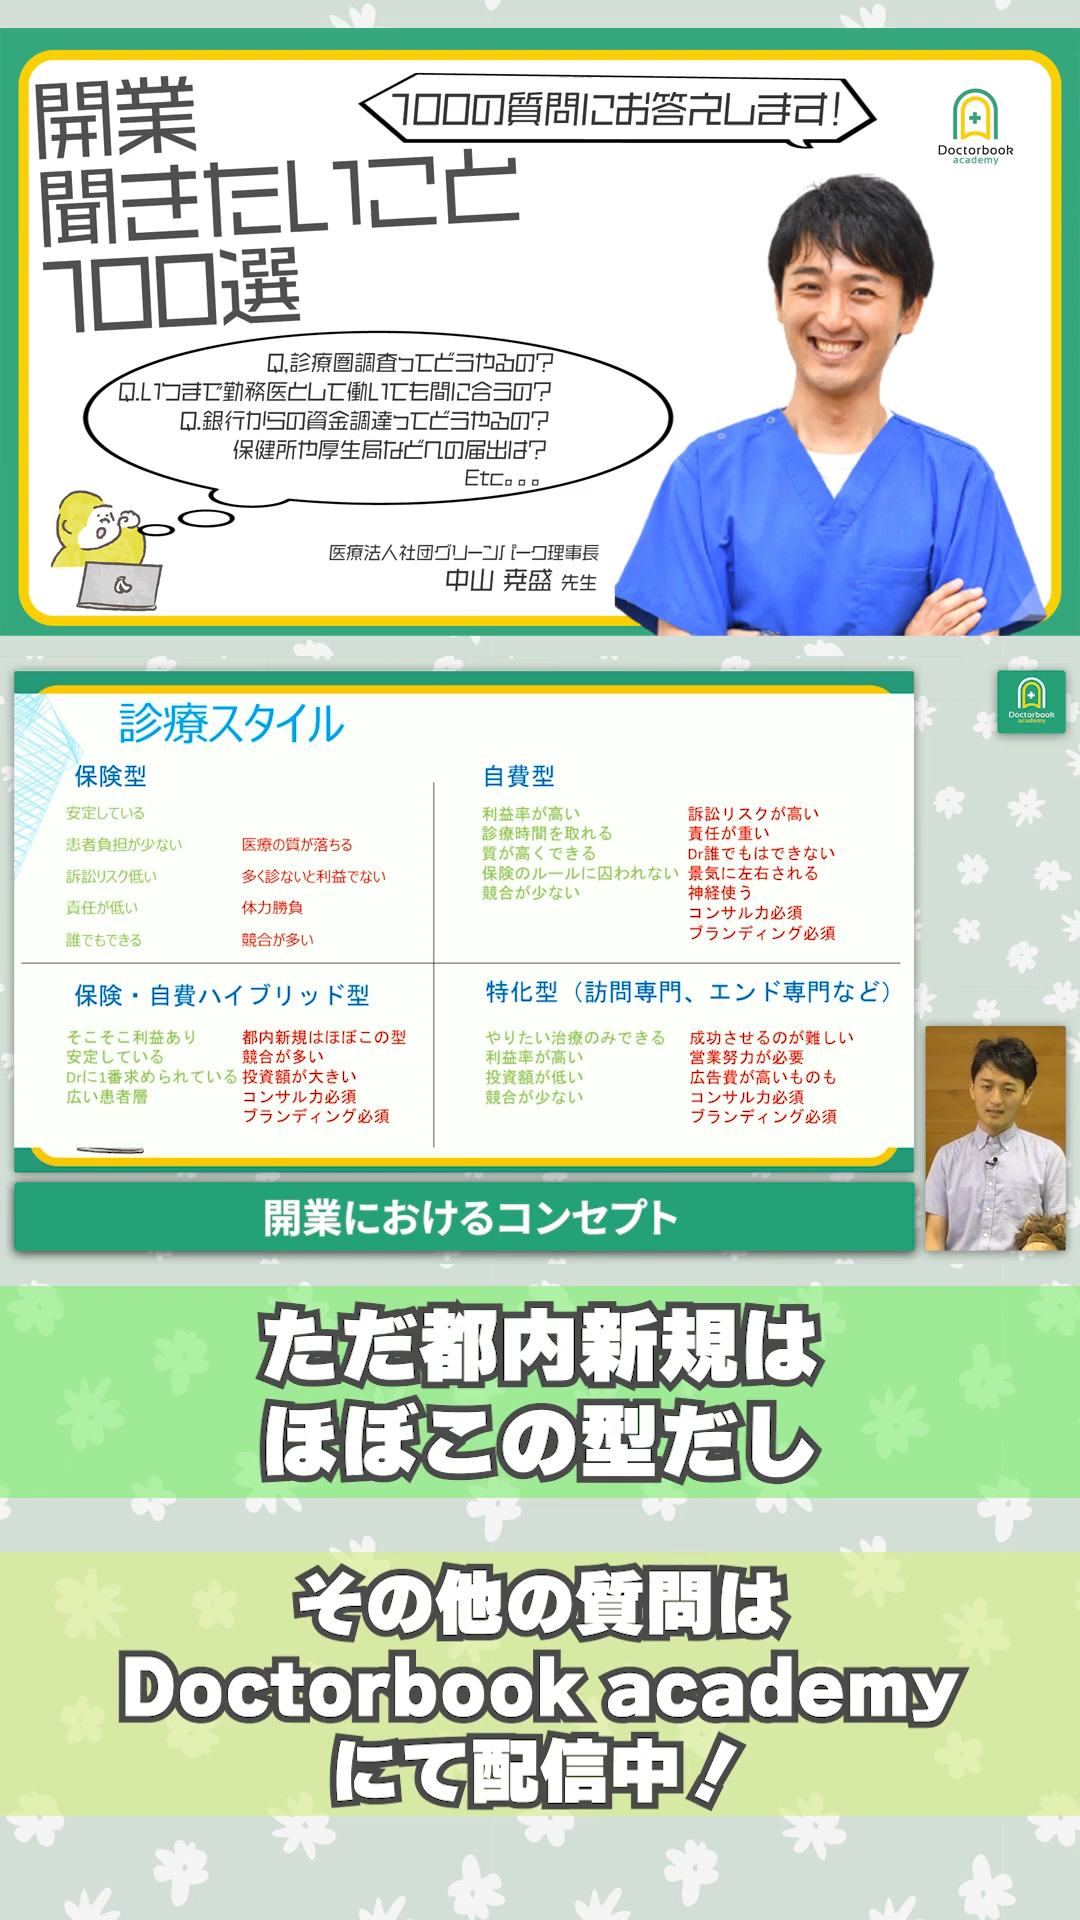 開業
聞きたいこと
100選
100の質問にお答えします！
Doctorbook
academy
Q,診療圏調査ってどうやるの?
Q.いつまで勤務医として働いても間に合うの?
Q.銀行からの資金調達ってどうやるの?
保健所や厚生局などへの届出は?
Etc。。。
医療法人社団グリーンパーク理事長
中山 尭盛 先生
診療スタイル
保険型
安定している
患者負担が少ない
訴訟リスク低い
責任が低い
誰でもできる
医療の質が落ちる
多く診ないと利益でない
体力勝負
競合が多い
自費型
利益率が高い
診療時間を取れる
質が高くできる
保険のルールに囚われない
競合が少ない
訴訟リスクが高い
責任が重い
Dr誰でもはできない
景気に左右される
神経使う
コンサル力必須
ブランディング必須
保険・自費ハイブリッド型
そこそこ利益あり
安定している
Drに1番求められている
広い患者層
都内新規はほぼこの型
競合が多い
投資額が大きい
コンサル力必須
ブランディング必須
特化型（訪問専門、エンド専門など）
やりたい治療のみできる
利益率が高い
投資額が低い
競合が少ない
成功させるのが難しい
営業努力が必要
広告費が高いものも
コンサル力必須
ブランディング必須
Doctorbook
academy
開業におけるコンセプト
ただ都内新規は
ほぼこの型だし
その他の質問は
Doctorbook academy
にて配信中！